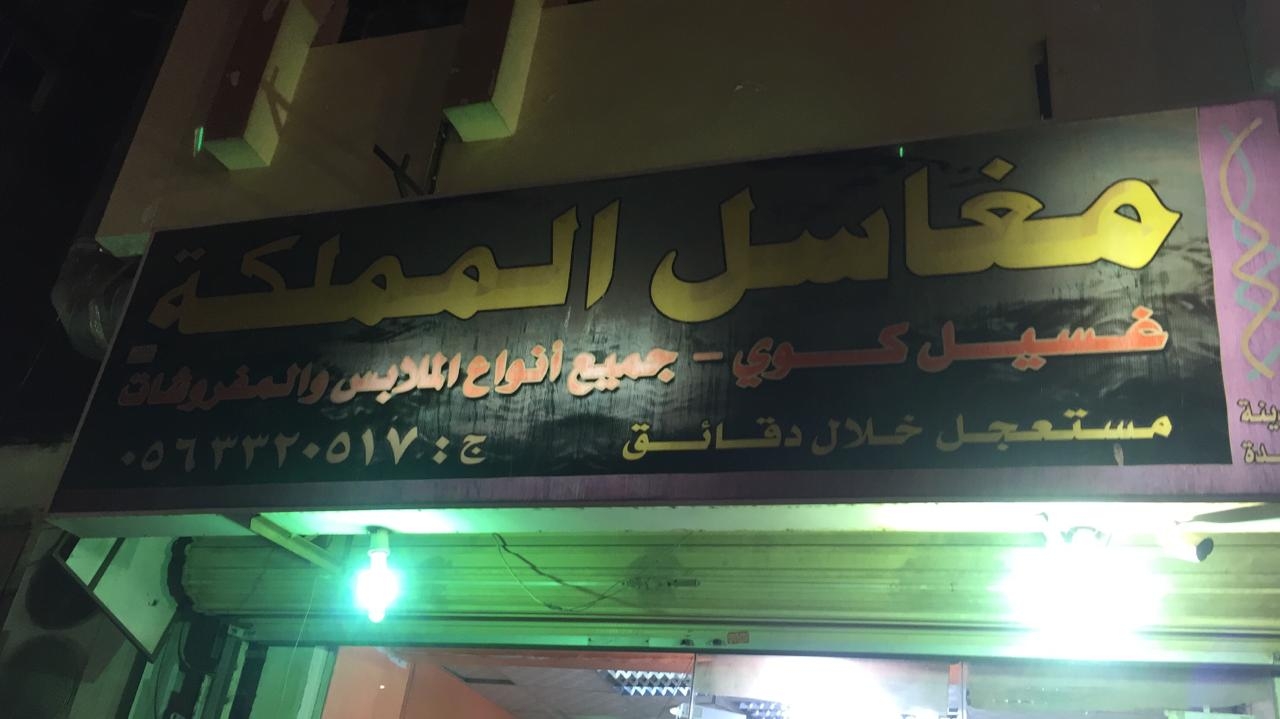 مغاسل المملكة
غسيل كوي - جميع أنواع الملابس والمفروشات
مستعجل خلال دقائق ج : ٠٥٦٣٣٢٠٥١٧